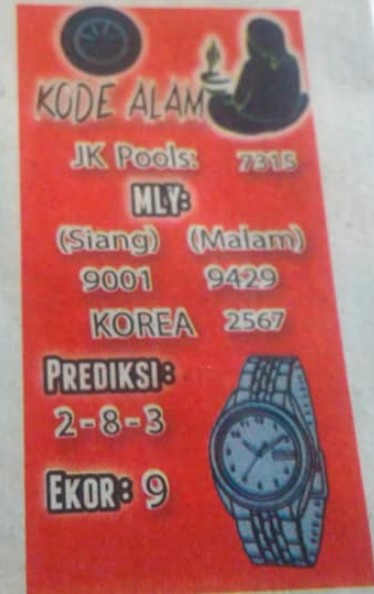 KODE ALAM
JK Pools: 7315
MLY:
(Siang) (Malam)
9001 9429
KOREA 2567
PREDIKSI:
2-8-3
EKOR: 9